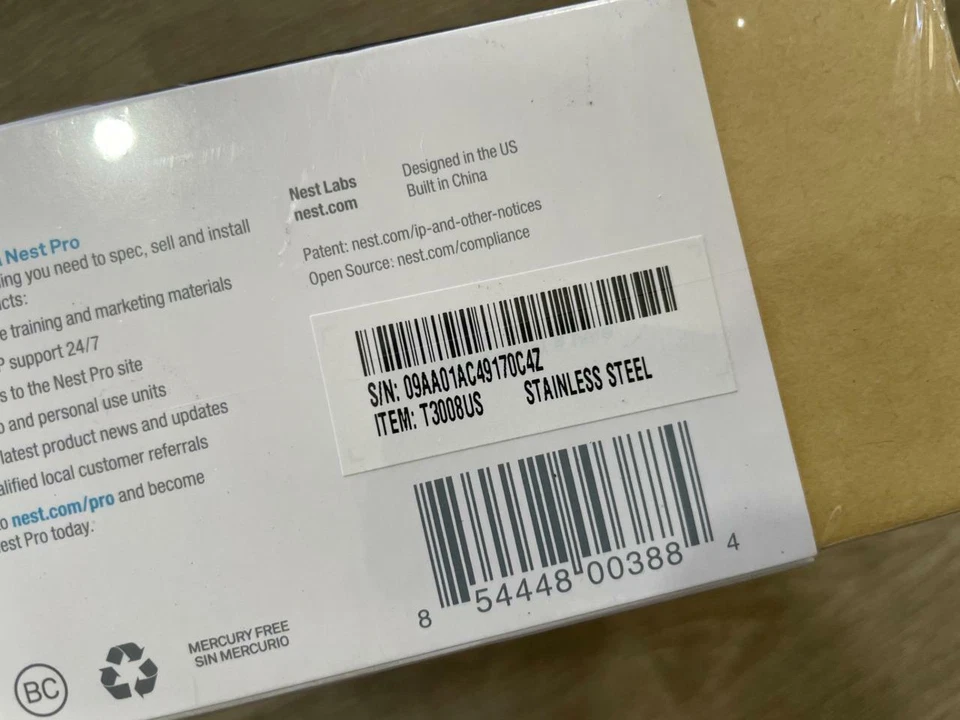 Nest Pro
ing you need to spec, sell and install
cts:
e training and marketing materials
P support 24/7
s to the Nest Pro site
o and personal use units
latest product news and updates
alified local customer referrals
to nest.com/pro and become
est Pro today.
Nest Labs
nest.com
Designed in the US
Built in China
Patent: nest.com/ip-and-other-notices
Open Source: nest.com/compliance
S/N: 09AA01AC49170C4Z
ITEM: T3008US STAINLESS STEEL
8 54448 00388 4
BC
MERCURY FREE
SIN MERCURIO